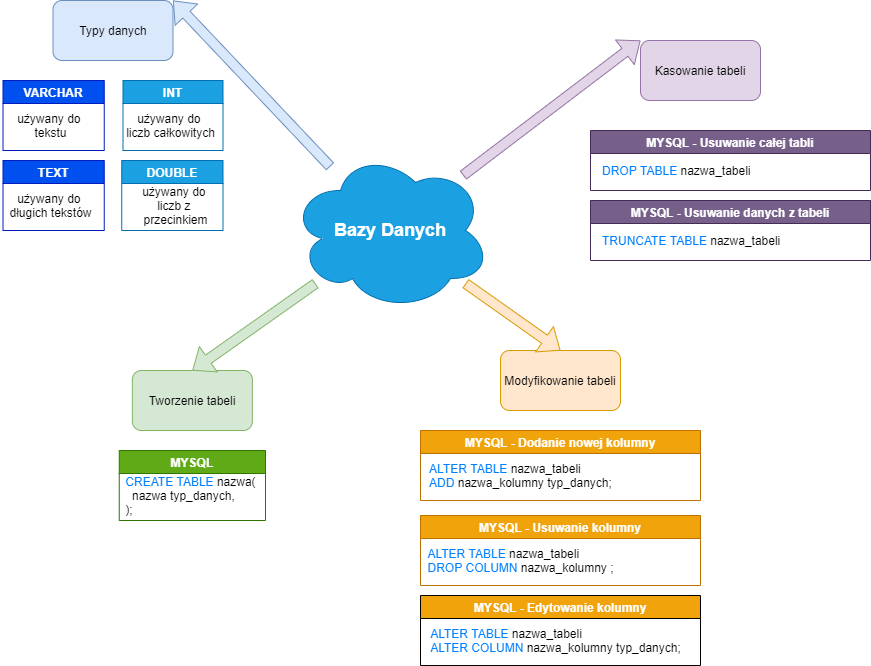 Typy danych
VARCHAR
używany do
tekstu
INT
używany do
liczb całkowitych
TEXT
używany do
długich tekstów
DOUBLE
używany do
liczb z
przecinkiem
Bazy Danych
Kasowanie tabeli
MYSQL - Usuwanie całej tabli
DROP TABLE nazwa_tabeli
MYSQL - Usuwanie danych z tabeli
TRUNCATE TABLE nazwa_tabeli
Tworzenie tabeli
MYSQL
CREATE TABLE nazwa(
nazwa typ_danych,
);
Modyfikowanie tabeli
MYSQL - Dodanie nowej kolumny
ALTER TABLE nazwa_tabeli
ADD nazwa_kolumny typ_danych;
MYSQL - Usuwanie kolumny
ALTER TABLE nazwa_tabeli
DROP COLUMN nazwa_kolumny ;
MYSQL - Edytowanie kolumny
ALTER TABLE nazwa_tabeli
ALTER COLUMN nazwa_kolumny typ_danych;